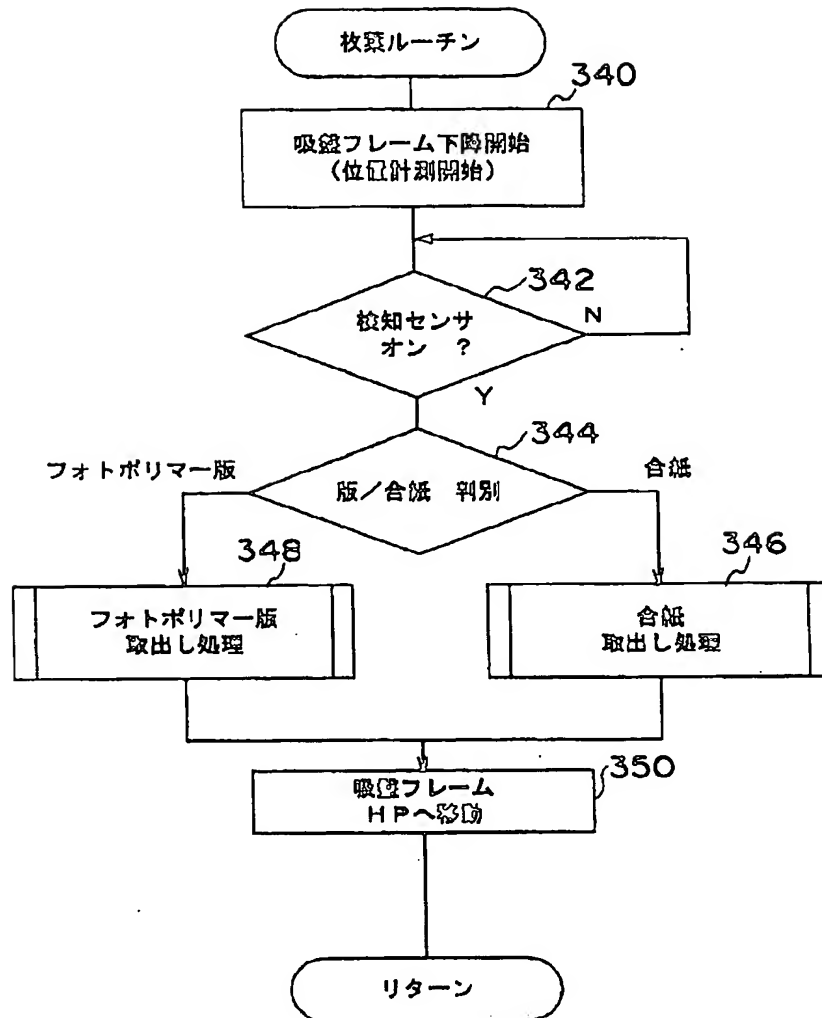 枚葉ルーチン
340
吸盤フレーム下降開始
(位置計測開始)
342
検知センサ
オン ?
N
Y
344
フォトポリマー版
合紙
版/合紙 判別
348
346
フォトポリマー版
取出し処理
合紙
取出し処理
350
吸盤フレーム
HPへ移動
リターン